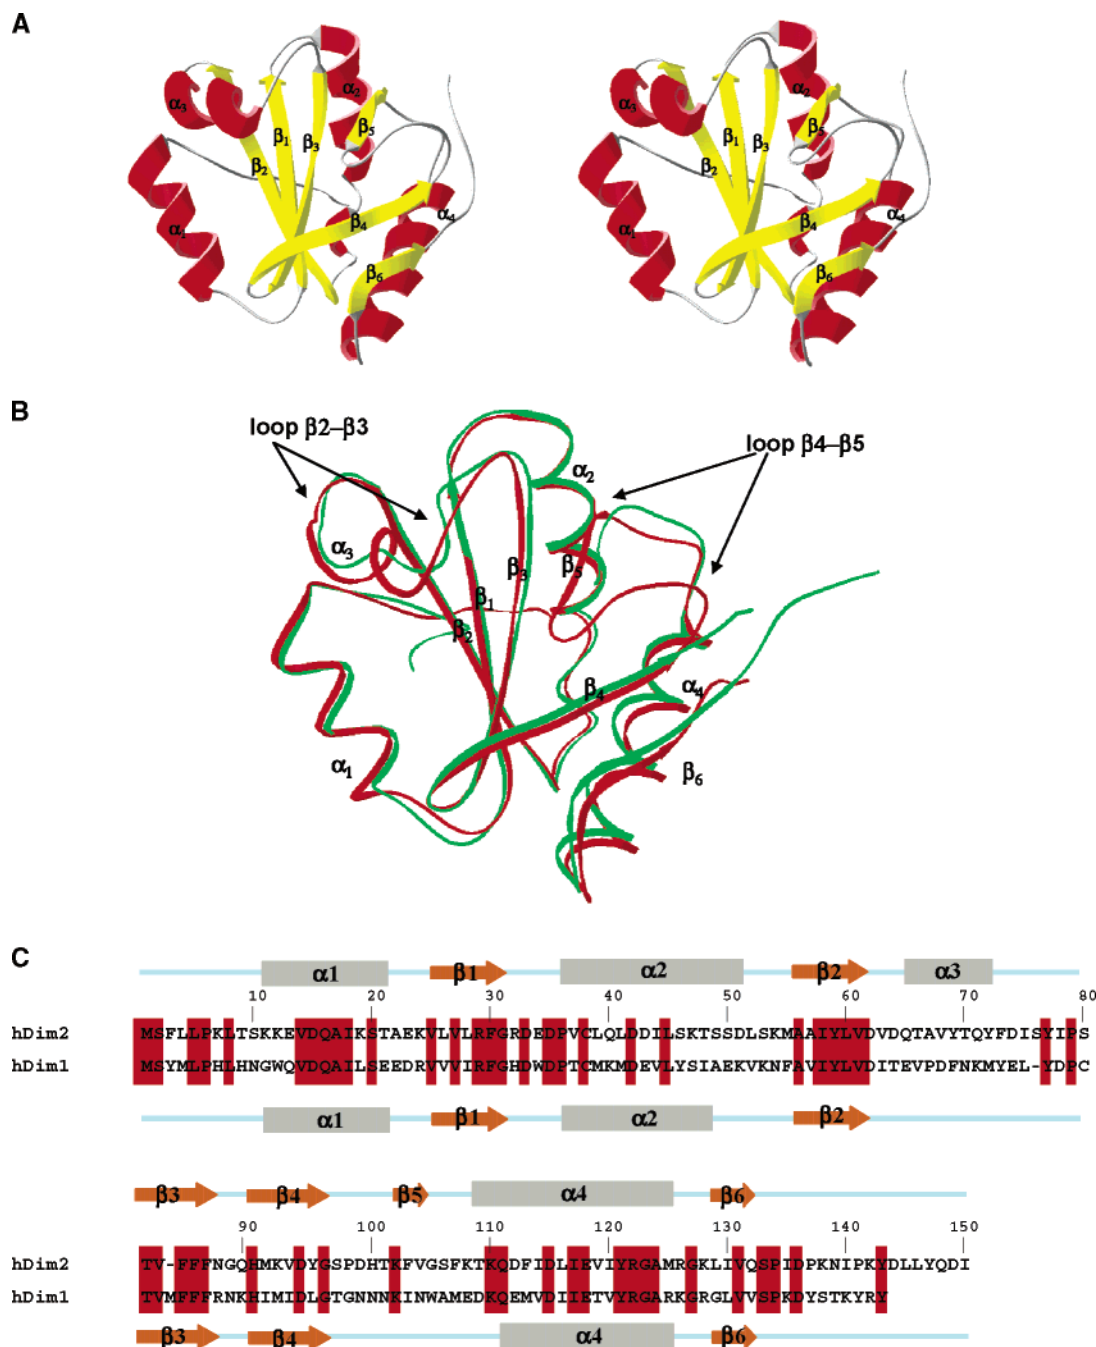 A
α3
α2
β1
β3
β5
β2
α1
β4
α4
β6
α3
α2
β1
β3
β5
β2
α1
β4
α4
β6
B
loop β2–β3
loop β4–β5
α2
α3
β3
β5
β1
β2
β4
α4
α1
β6
C
α1 β1 α2 β2 α3
10 20 30 40 50 60 70 80
hDim2 MSFLLPKLTSKKEVDQAIKSTAEKVLVLRFGRDEDPVCLQLDDILSKTSSDLSKMAAIYLVDVDQTAVYTQYFDISYIPS
hDim1 MSYMLPHLHNGWQVDQAILSEEDRVVVIRFGHDWDPTCMKMDEVLYSIAEKVKNFAVIYLVDITEVPDFNKMYEL-YDPC
α1 β1 α2 β2
β3 β4 β5 α4 β6
90 100 110 120 130 140 150
hDim2 TV-FFFNGQHMKVDYGSPDHTKFVGSFKTKQDFIDLIEVIYRGAMRGKLIVQSPIDPKNIPKYDLLYQDI
hDim1 TVMFFFRNKHIMIDLGTGNNNKINWAMEDKQEMVDIIETVYRGARKGRGLVVSPKDYSTKYRY
β3 β4 α4 β6